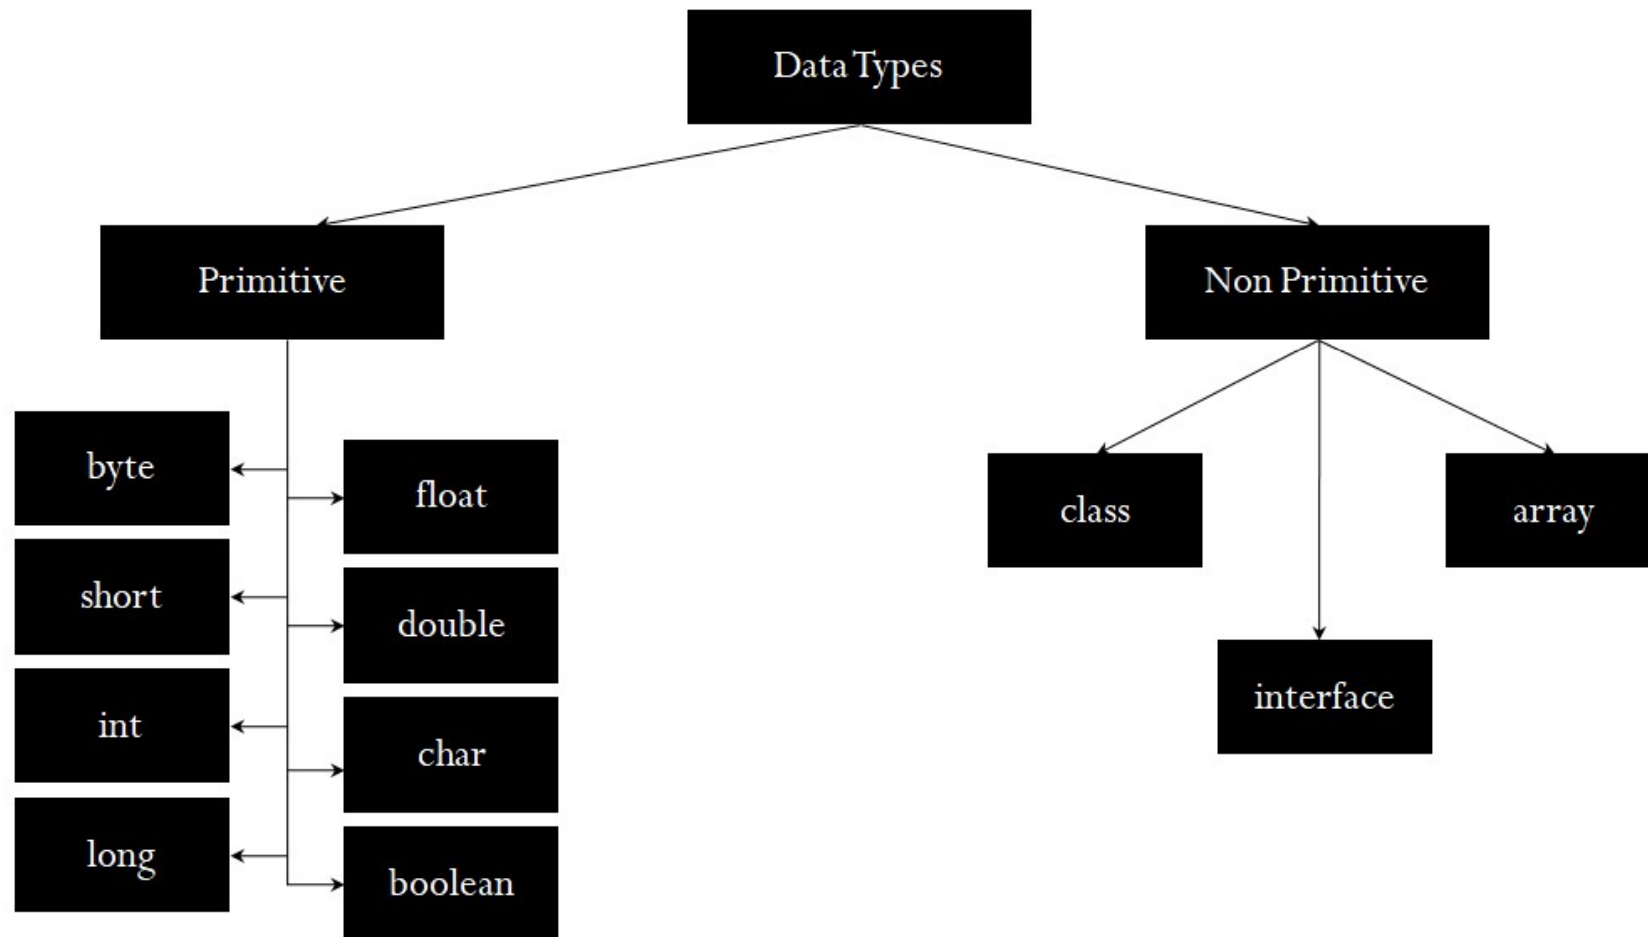 Data Types
Primitive
Non Primitive
byte
float
short
double
int
char
long
boolean
class
array
interface